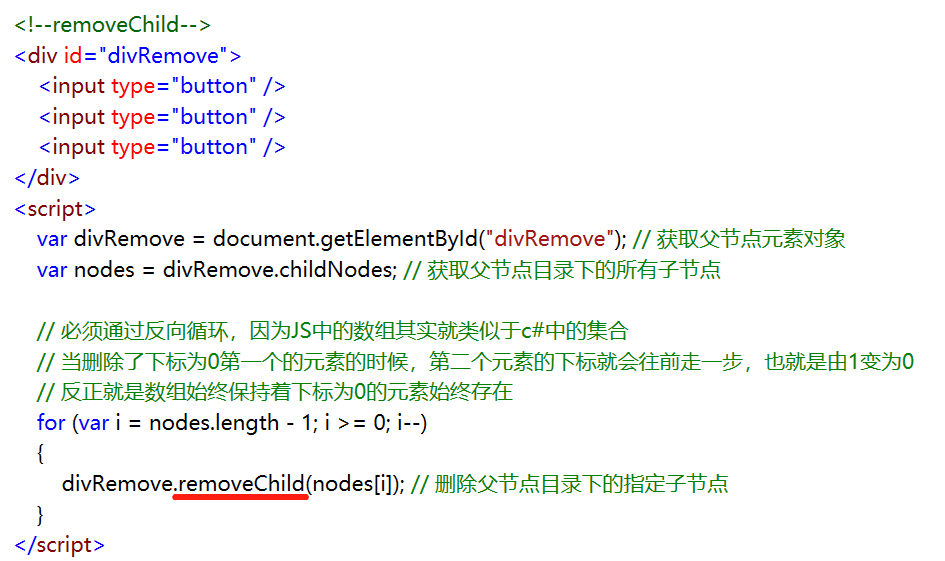 <!--removeChild-->
<div id="divRemove">
<input type="button" />
<input type="button" />
<input type="button" />
</div>
<script>
var divRemove = document.getElementById("divRemove"); // 获取父节点元素对象
var nodes = divRemove.childNodes; // 获取父节点目录下的所有子节点
// 必须通过反向循环，因为JS中的数组其实就类似于c#中的集合
// 当删除了下标为0第一个的元素的时候，第二个元素的下标就会往前走一步，也就是由1变为0
// 反正就是数组始终保持着下标为0的元素始终存在
for (var i = nodes.length - 1; i >= 0; i--)
{
divRemove.removeChild(nodes[i]); // 删除父节点目录下的指定子节点
}
</script>